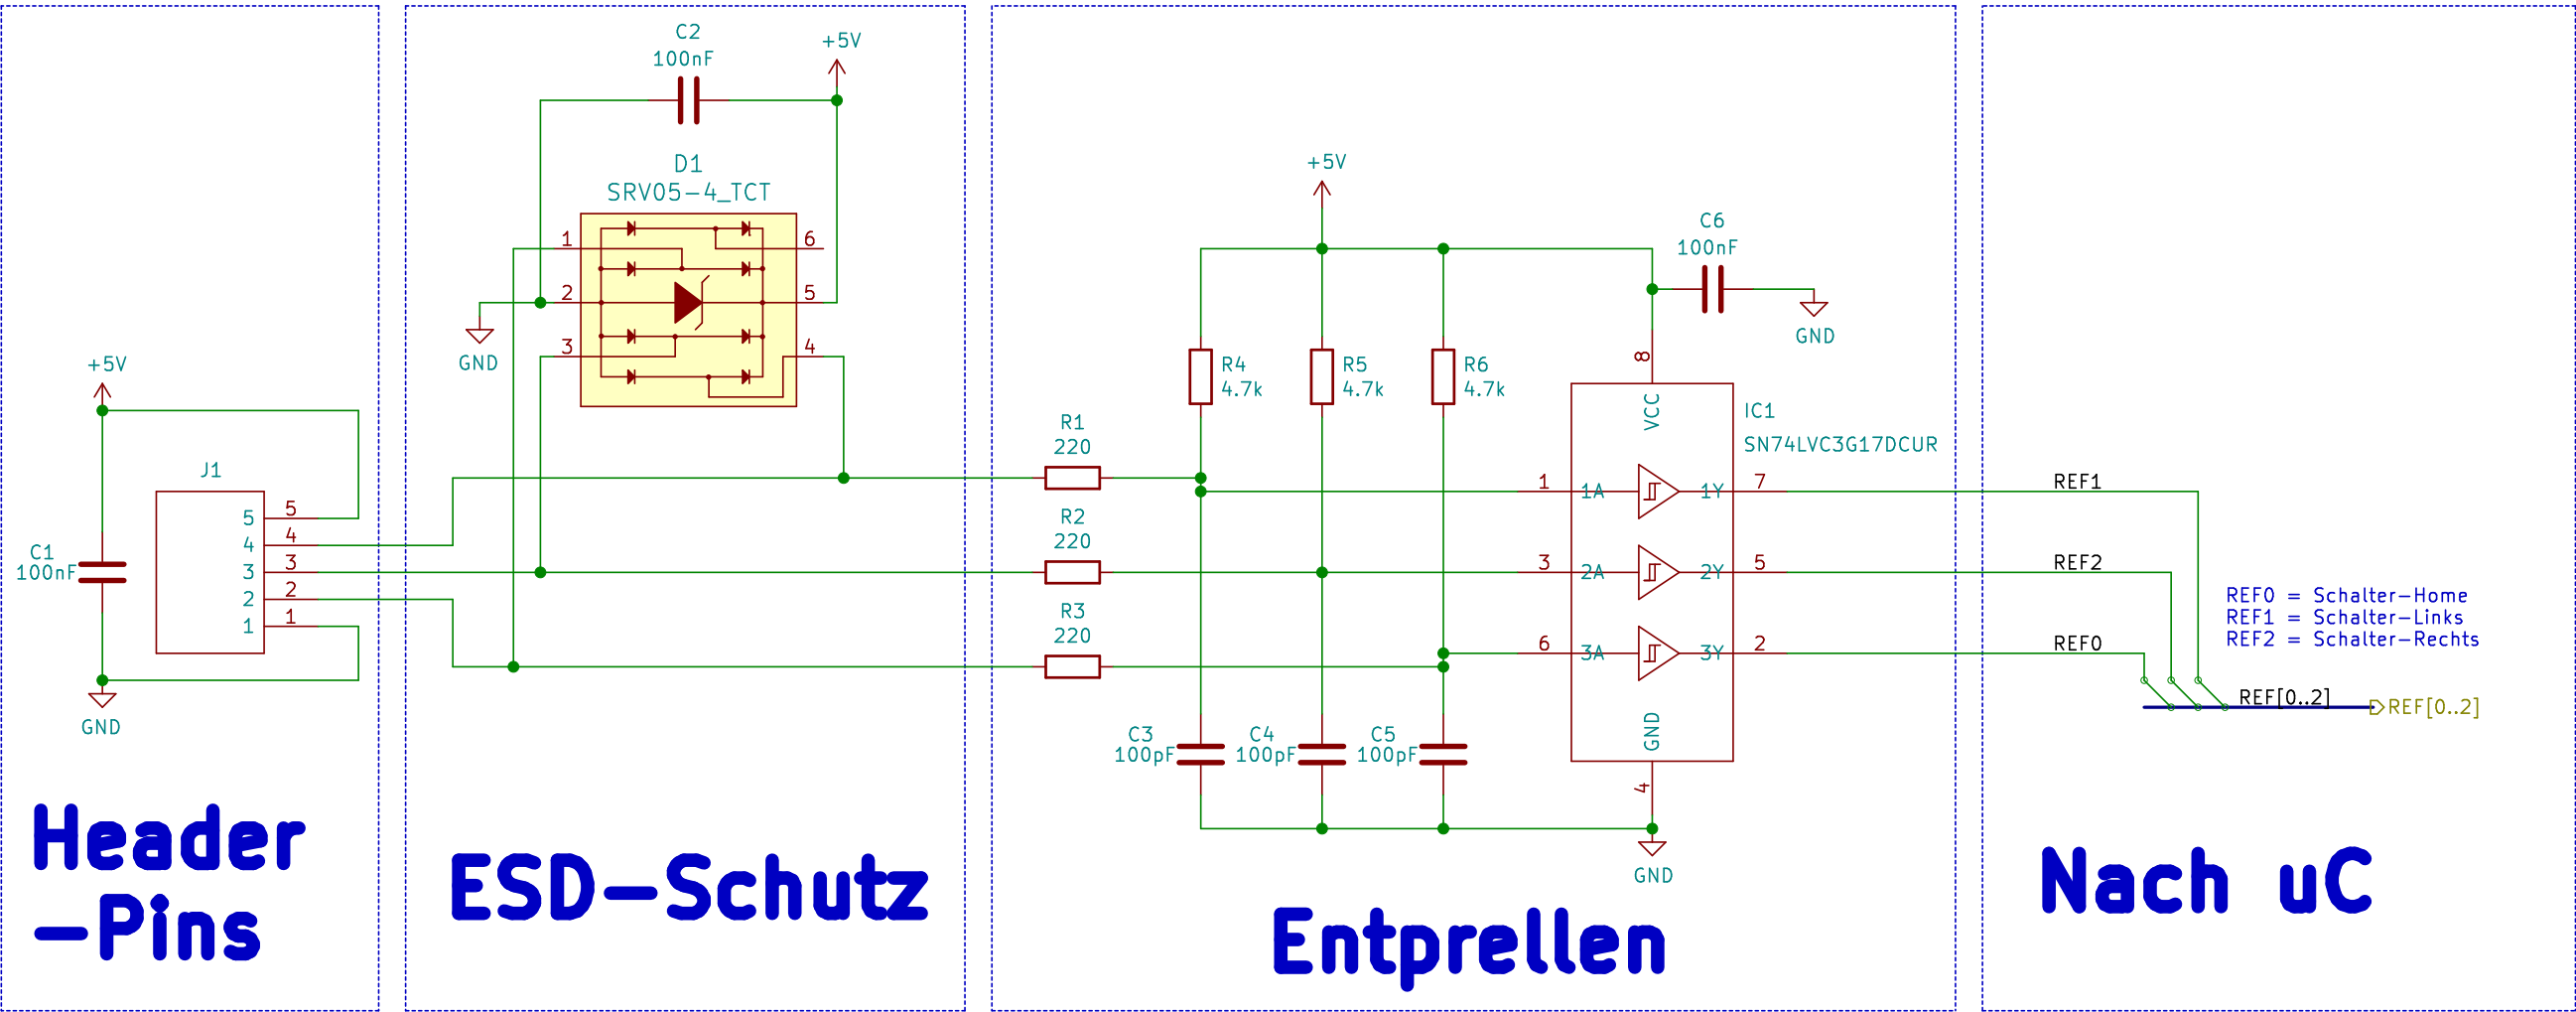 +5V
J1
5
4
3
2
1
5
4
3
2
1
C1
100nF
GND
Header
-Pins
C2
100nF
+5V
D1
SRV05-4_TCT
1
2
3
6
5
4
GND
ESD-Schutz
R1
220
R2
220
R3
220
+5V
R4
4.7k
R5
4.7k
R6
4.7k
C6
100nF
GND
8
VCC
IC1
SN74LVC3G17DCUR
1
1A
1Y
7
3
2A
2Y
5
6
3A
3Y
2
GND
4
C3
100pF
C4
100pF
C5
100pF
GND
Entprellen
REF1
REF2
REF0
REF0 = Schalter-Home
REF1 = Schalter-Links
REF2 = Schalter-Rechts
REF[0..2]
REF[0..2]
Nach uC